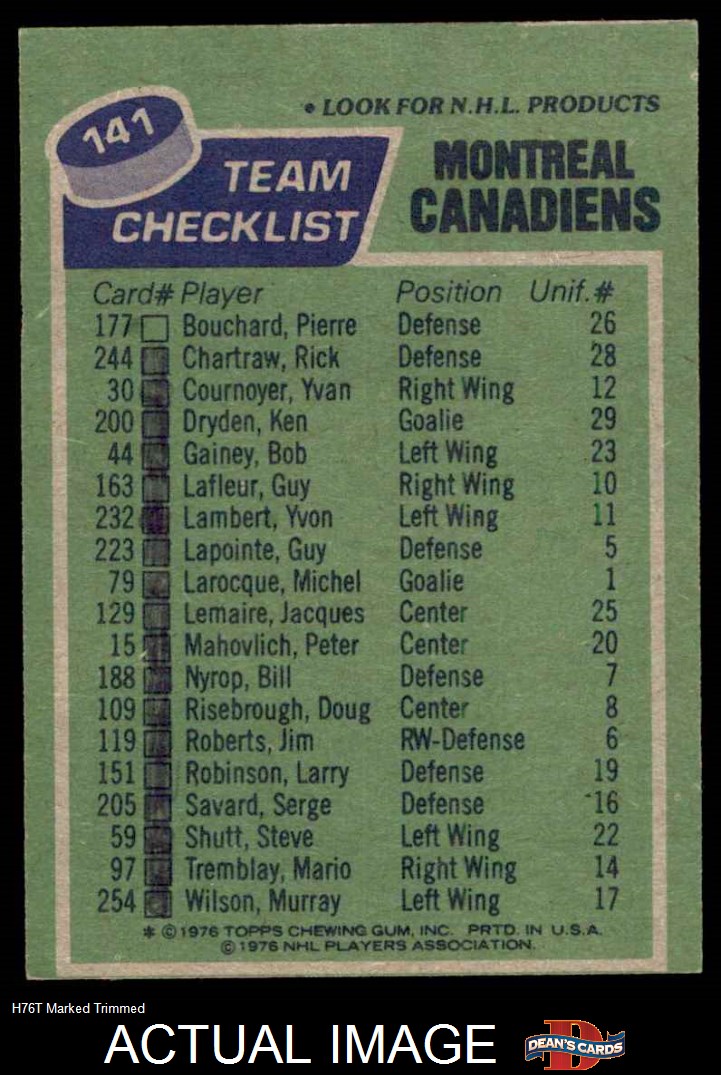 • LOOK FOR N.H.L. PRODUCTS
141
TEAM CHECKLIST
MONTREAL CANADIENS
Card# Player Position Unif.#
177 Bouchard, Pierre Defense 26
244 Chartraw, Rick Defense 28
30 Cournoyer, Yvan Right Wing 12
200 Dryden, Ken Goalie 29
44 Gainey, Bob Left Wing 23
163 Lafleur, Guy Right Wing 10
232 Lambert, Yvon Left Wing 11
223 Lapointe, Guy Defense 5
79 Larocque, Michel Goalie 1
129 Lemaire, Jacques Center 25
15 Mahovlich, Peter Center 20
188 Nyrop, Bill Defense 7
109 Risebrough, Doug Center 8
119 Roberts, Jim RW-Defense 6
151 Robinson, Larry Defense 19
205 Savard, Serge Defense 16
59 Shutt, Steve Left Wing 22
97 Tremblay, Mario Right Wing 14
254 Wilson, Murray Left Wing 17
* © 1976 TOPPS CHEWING GUM, INC. PRTD. IN U.S.A.
© 1976 NHL PLAYERS ASSOCIATION.
H76T Marked Trimmed
ACTUAL IMAGE
D
DEAN'S CARDS